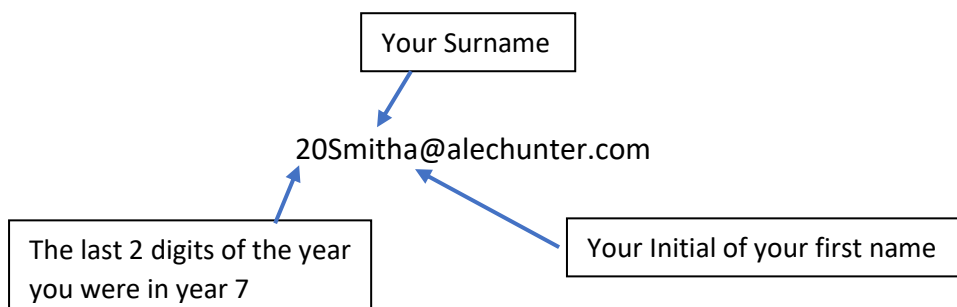 Your Surname
20Smitha@alechunter.com
The last 2 digits of the year
you were in year 7
Your Initial of your first name